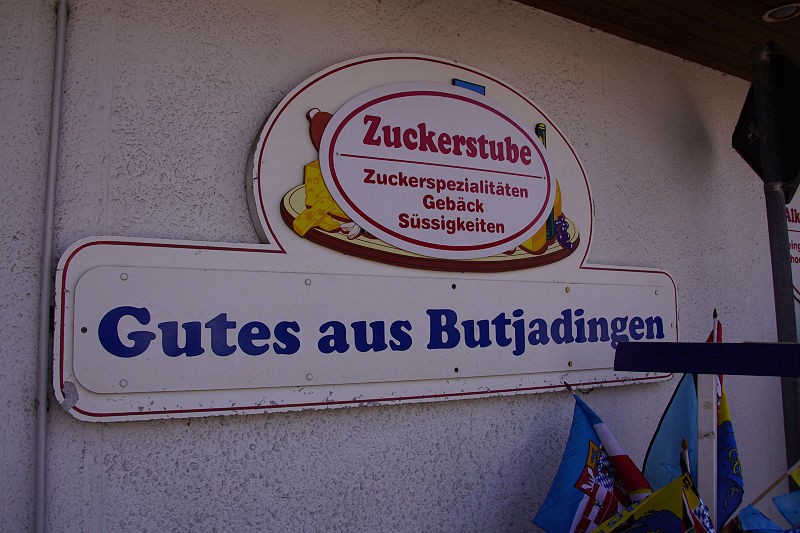 Zuckerstube
Zuckerspezialitäten
Gebäck
Süssigkeiten
Gutes aus Butjadingen